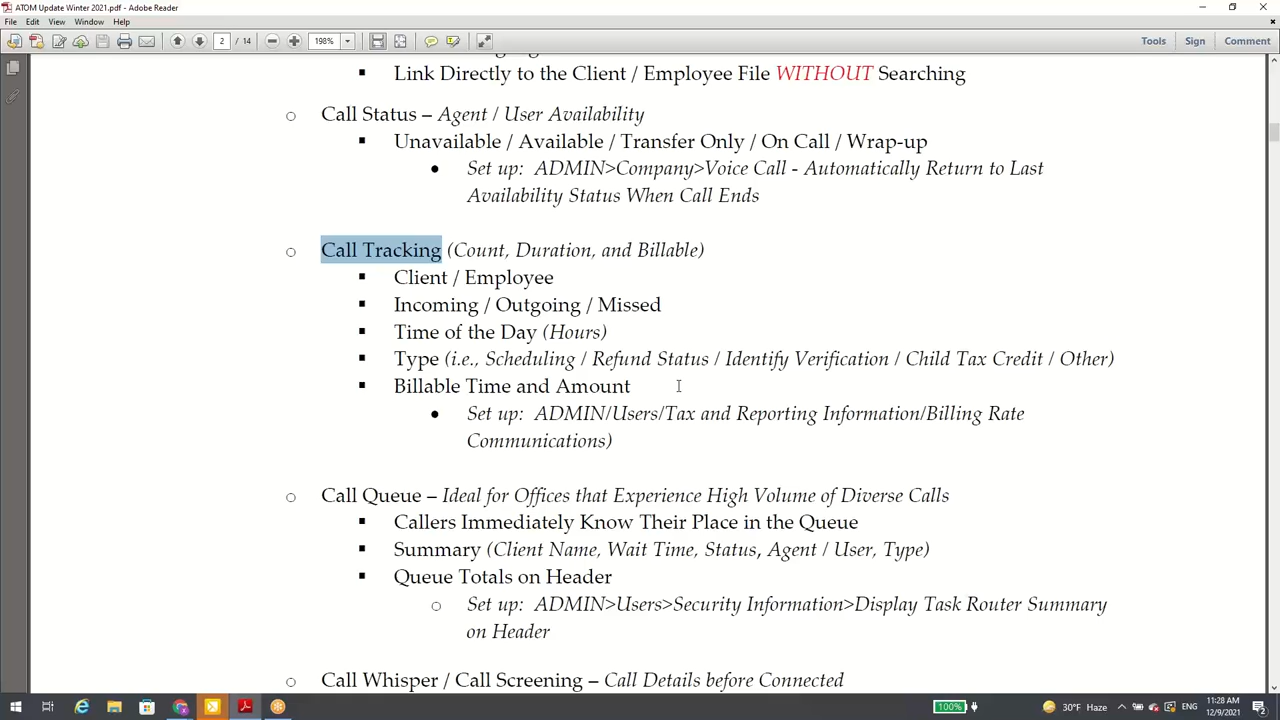 ATOM Update Winter 2021.pdf - Adobe Reader
File Edit View Window Help
2 / 14 198% Tools Sign Comment
Link Directly to the Client / Employee File WITHOUT Searching
Call Status – Agent / User Availability
Unavailable / Available / Transfer Only / On Call / Wrap-up
Set up: ADMIN>Company>Voice Call - Automatically Return to Last
Availability Status When Call Ends
Call Tracking (Count, Duration, and Billable)
Client / Employee
Incoming / Outgoing / Missed
Time of the Day (Hours)
Type (i.e., Scheduling / Refund Status / Identify Verification / Child Tax Credit / Other)
Billable Time and Amount
Set up: ADMIN/Users/Tax and Reporting Information/Billing Rate
Communications)
Call Queue – Ideal for Offices that Experience High Volume of Diverse Calls
Callers Immediately Know Their Place in the Queue
Summary (Client Name, Wait Time, Status, Agent / User, Type)
Queue Totals on Header
Set up: ADMIN>Users>Security Information>Display Task Router Summary
on Header
Call Whisper / Call Screening – Call Details before Connected
100% 30°F Haze 11:28 AM
12/9/2021 2